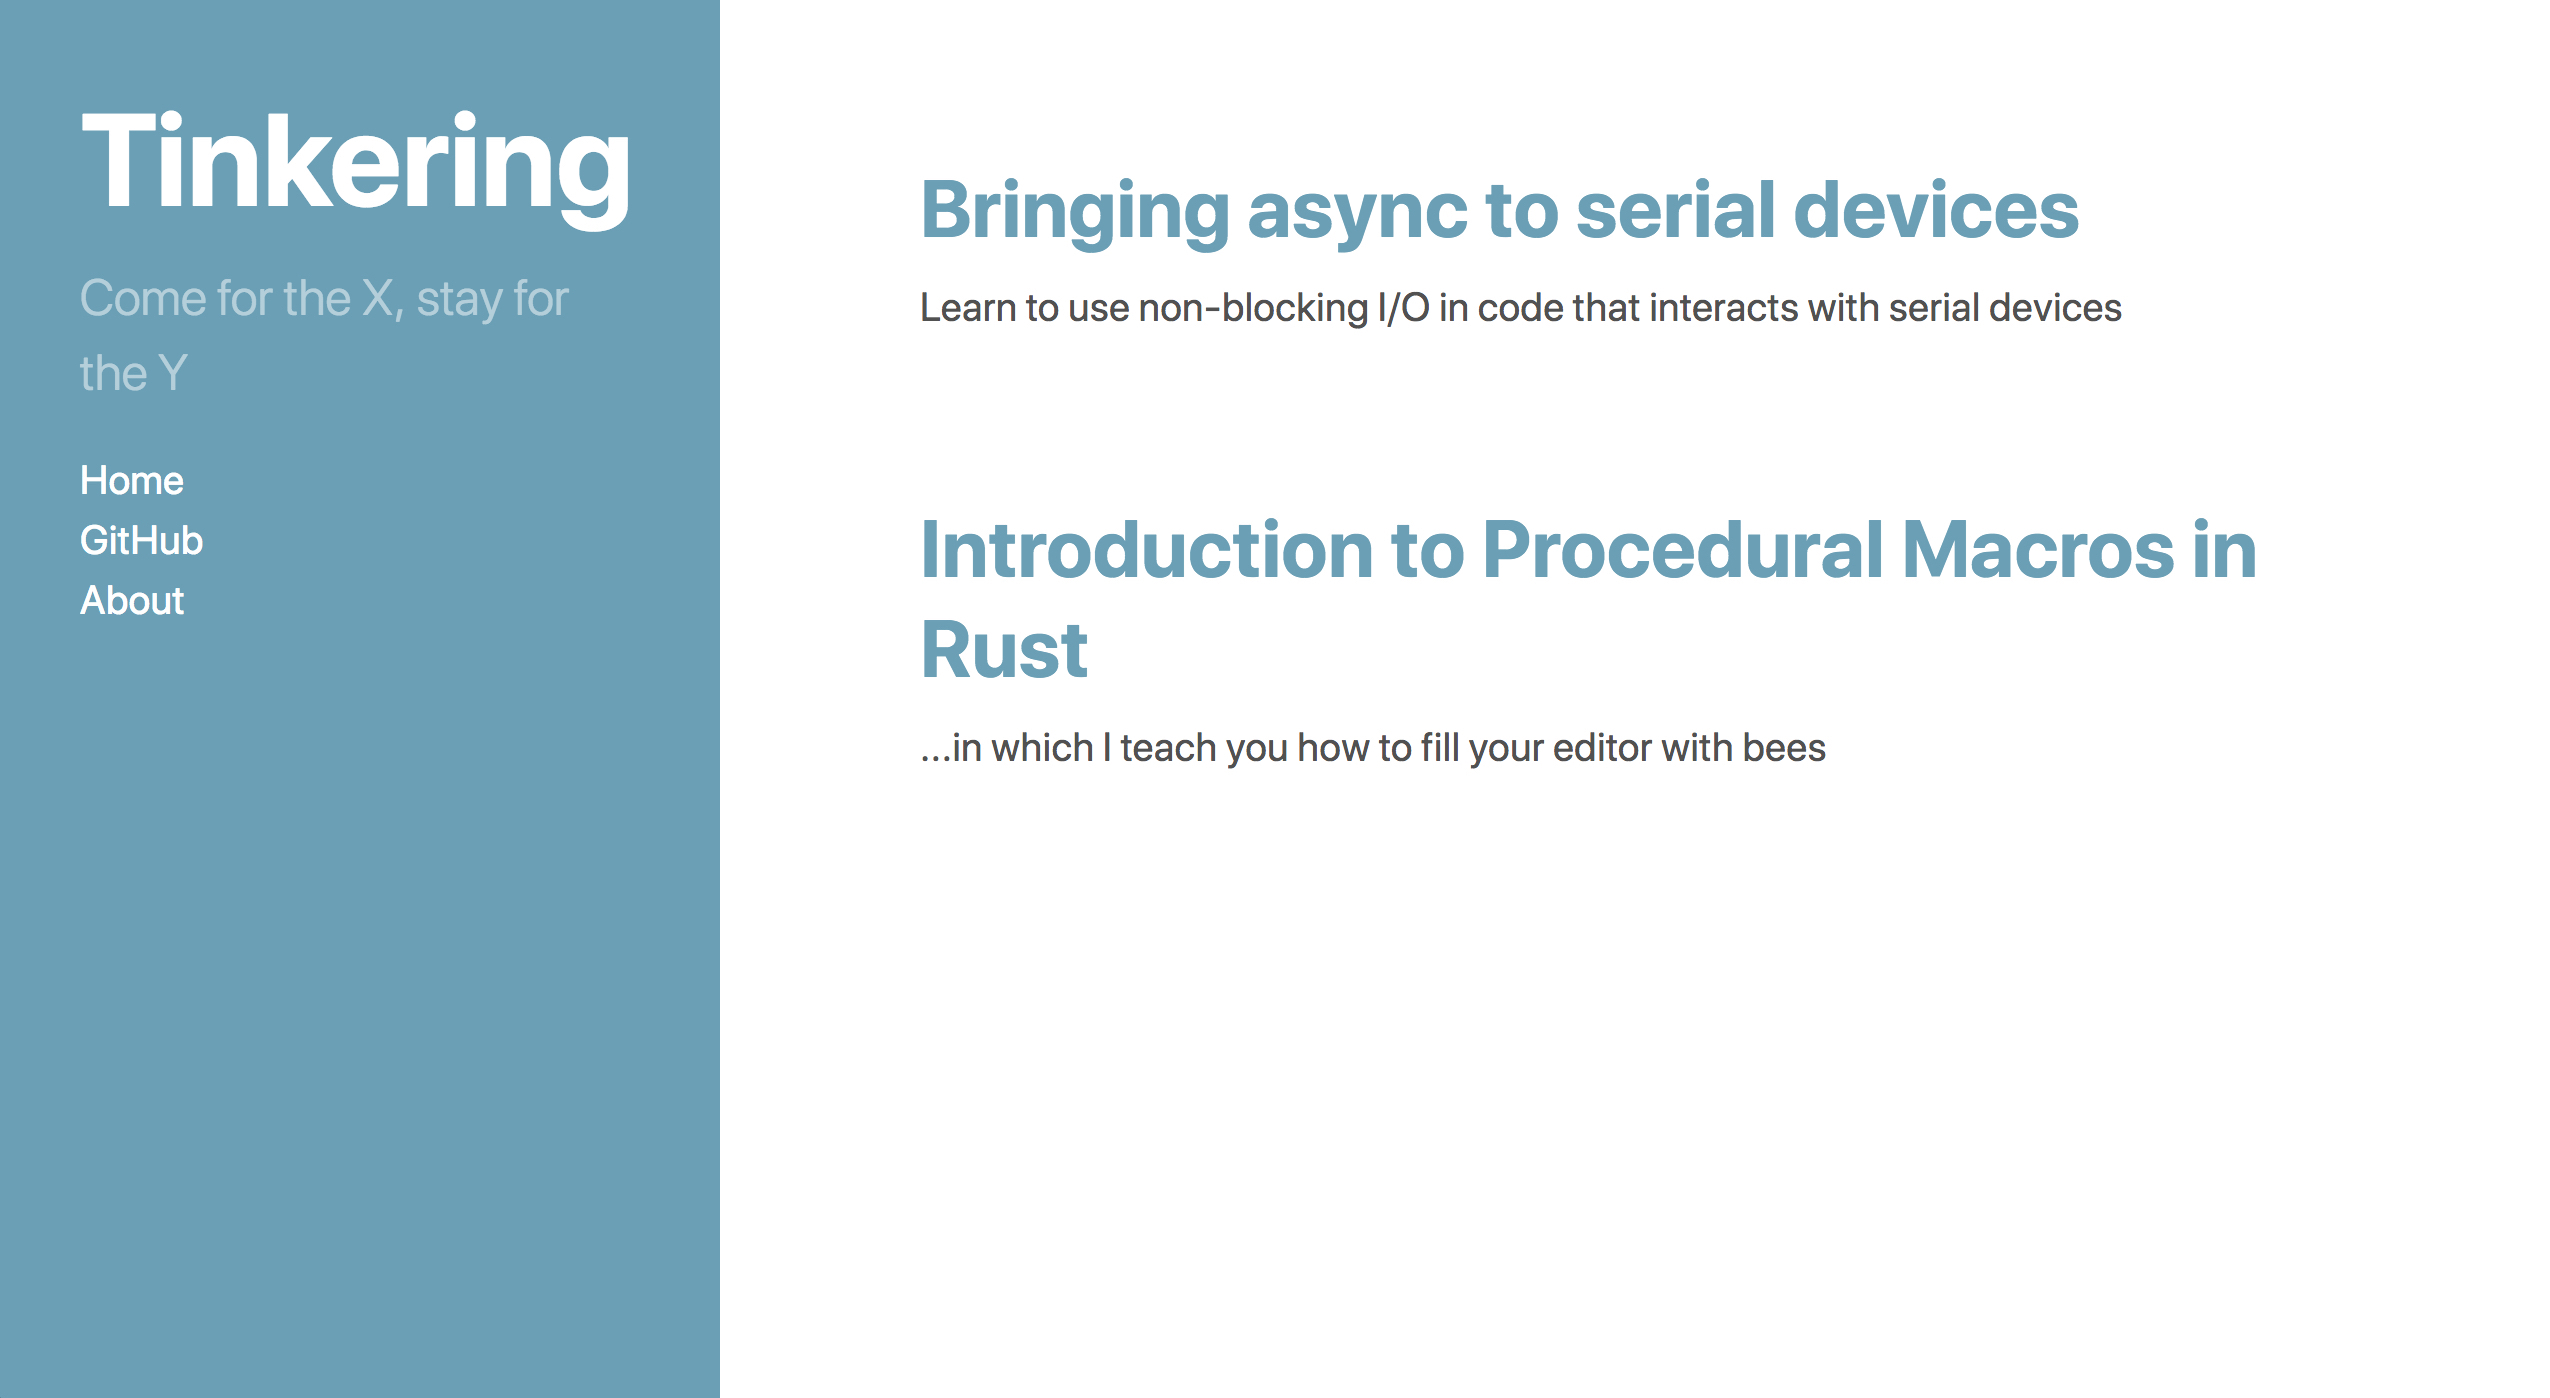 Tinkering
Come for the X, stay for
the Y
Home
GitHub
About
Bringing async to serial devices
Learn to use non-blocking I/O in code that interacts with serial devices
Introduction to Procedural Macros in
Rust
...in which I teach you how to fill your editor with bees